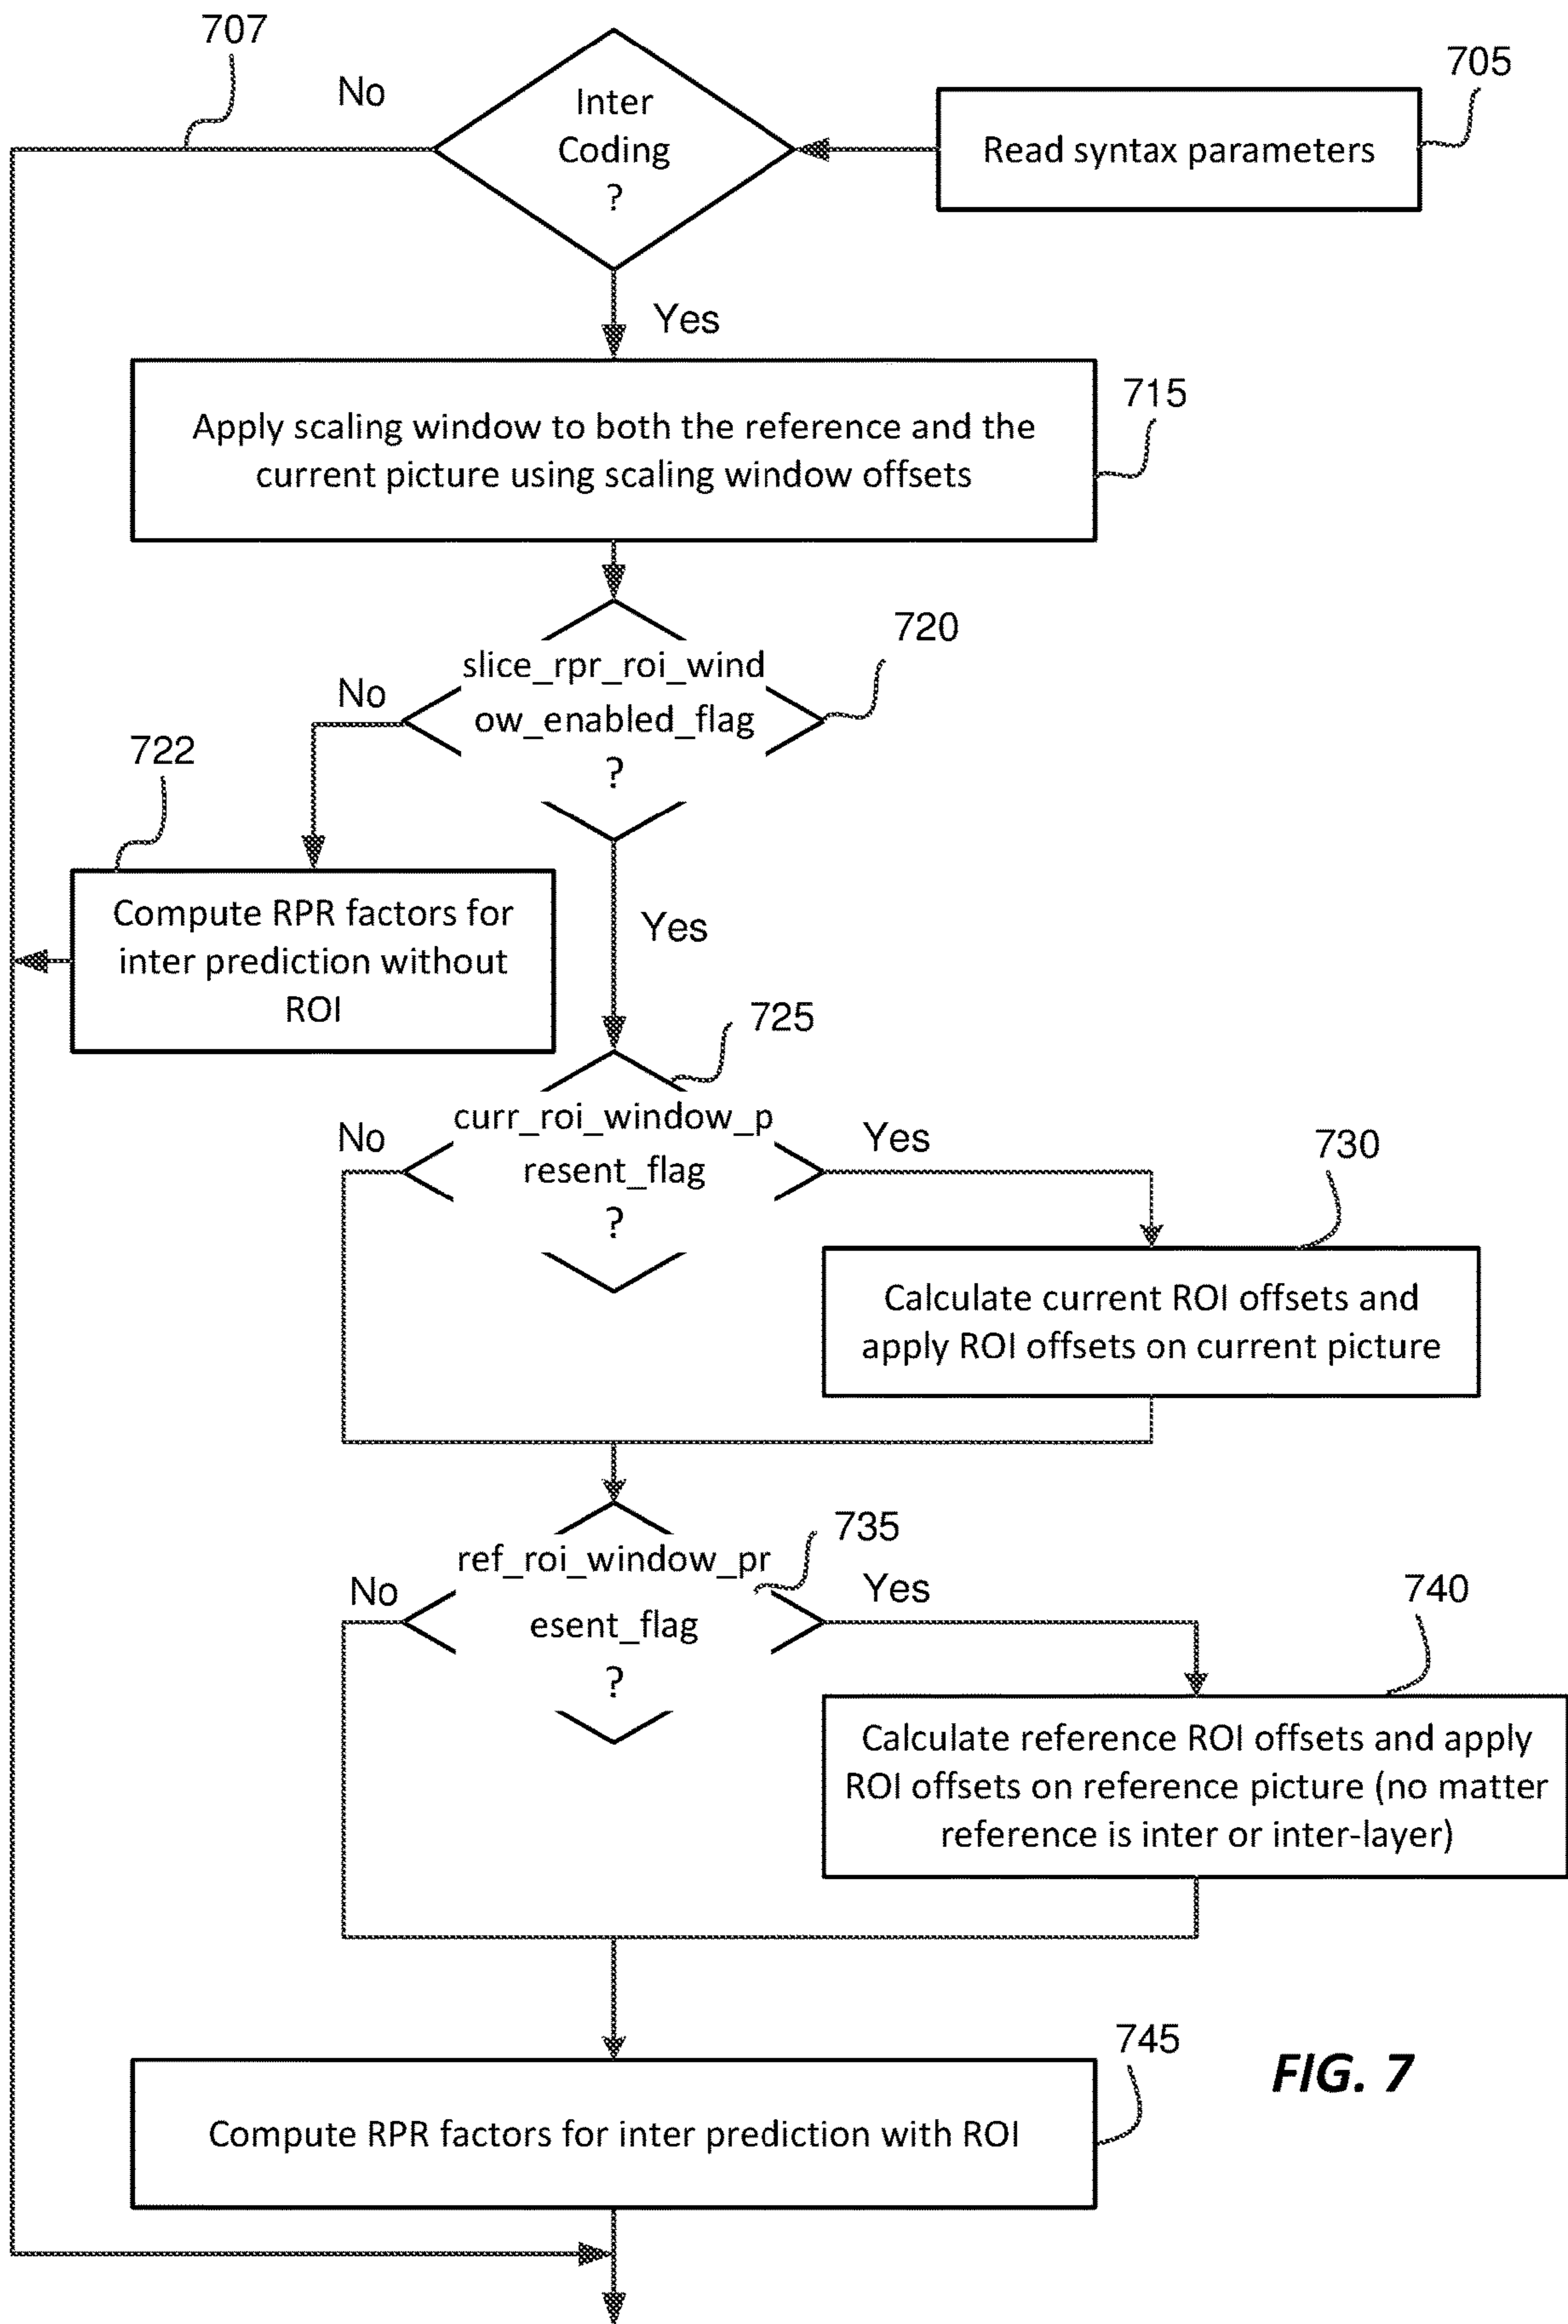 707
No
Inter
Coding
?
Read syntax parameters
705
Yes
Apply scaling window to both the reference and the
current picture using scaling window offsets
715
slice_rpr_roi_wind
ow_enabled_flag
?
720
No
722
Compute RPR factors for
inter prediction without
ROI
Yes
725
curr_roi_window_p
resent_flag
?
No
Yes
730
Calculate current ROI offsets and
apply ROI offsets on current picture
735
ref_roi_window_pr
esent_flag
?
No
Yes
740
Calculate reference ROI offsets and apply
ROI offsets on reference picture (no matter
reference is inter or inter-layer)
745
Compute RPR factors for inter prediction with ROI
FIG. 7